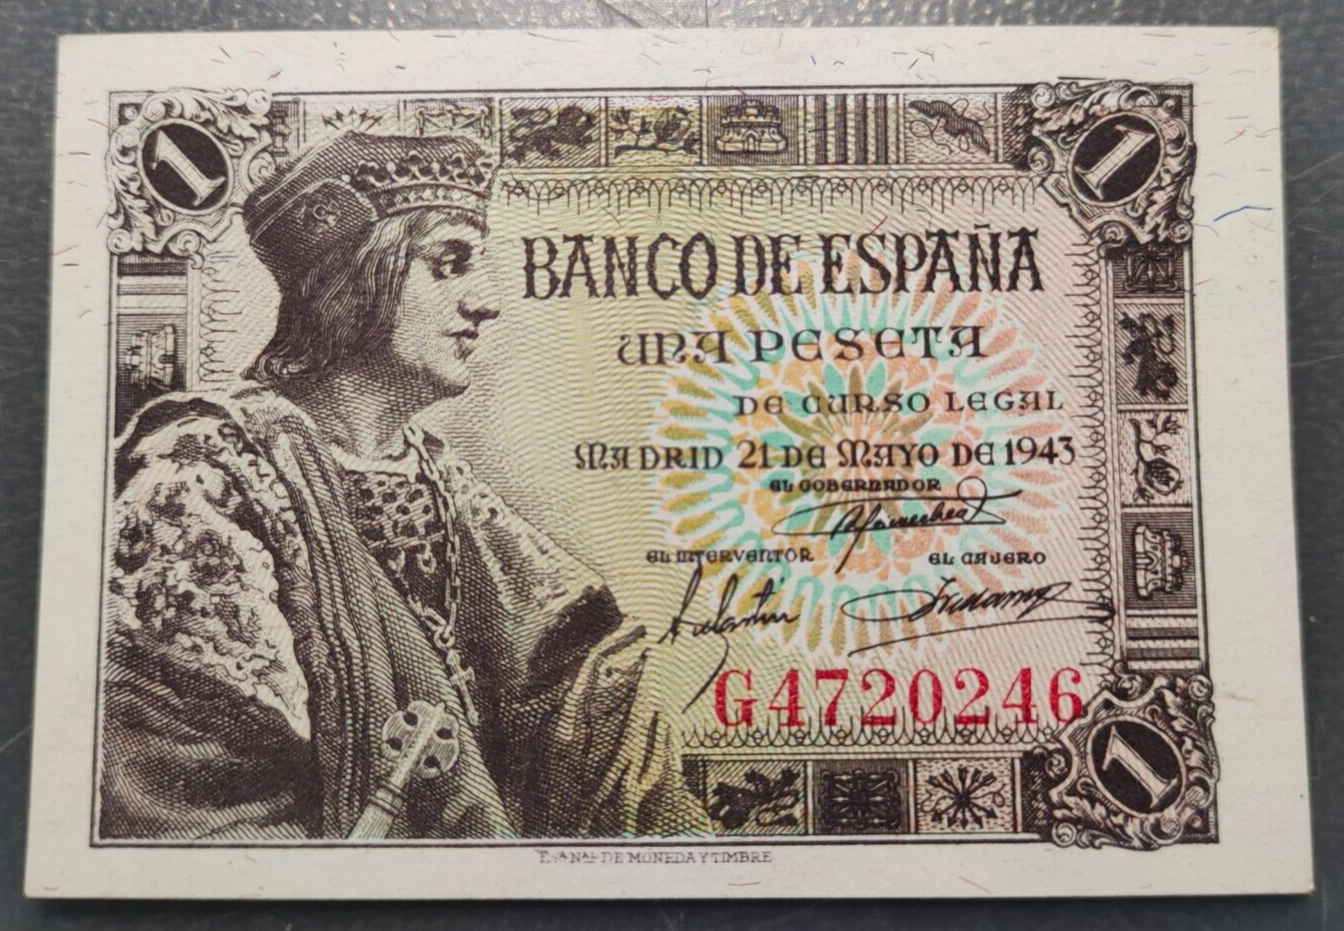 1
1
BANCO DE ESPAÑA
UNA PESETA
DE CURSO LEGAL
MADRID 21 DE MAYO DE 1943
EL GOBERNADOR
EL INTERVENTOR
EL CAJERO
G4720246
1
DE MONEDA Y TIMBRE